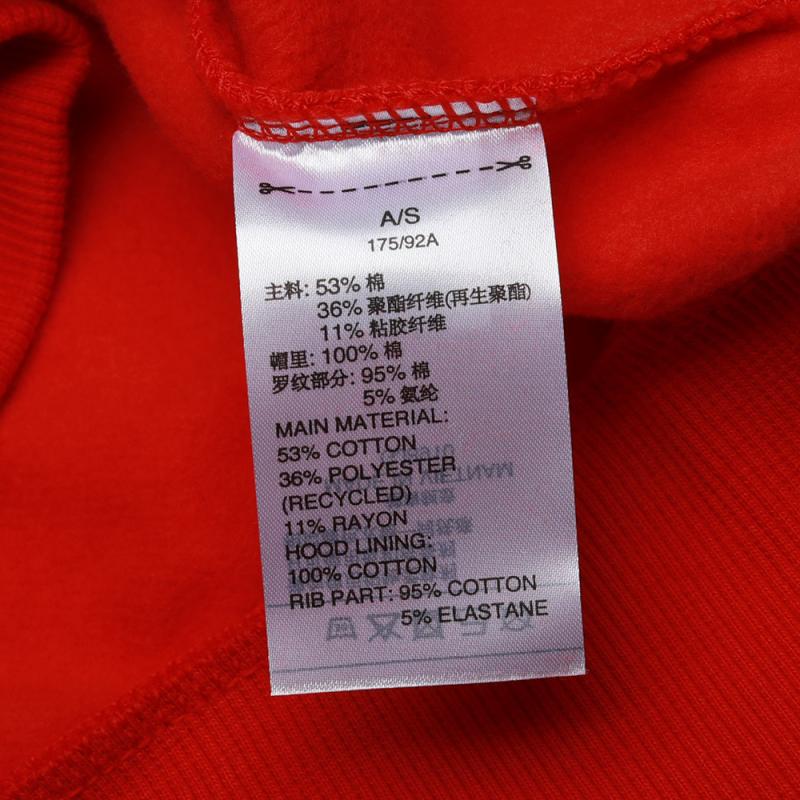 A/S
175/92A
主料: 53% 棉
36% 聚酯纤维(再生聚酯)
11% 粘胶纤维
帽里: 100% 棉
罗纹部分: 95% 棉
5% 氨纶
MAIN MATERIAL:
53% COTTON
36% POLYESTER
(RECYCLED)
11% RAYON
HOOD LINING:
100% COTTON
RIB PART: 95% COTTON
5% ELASTANE